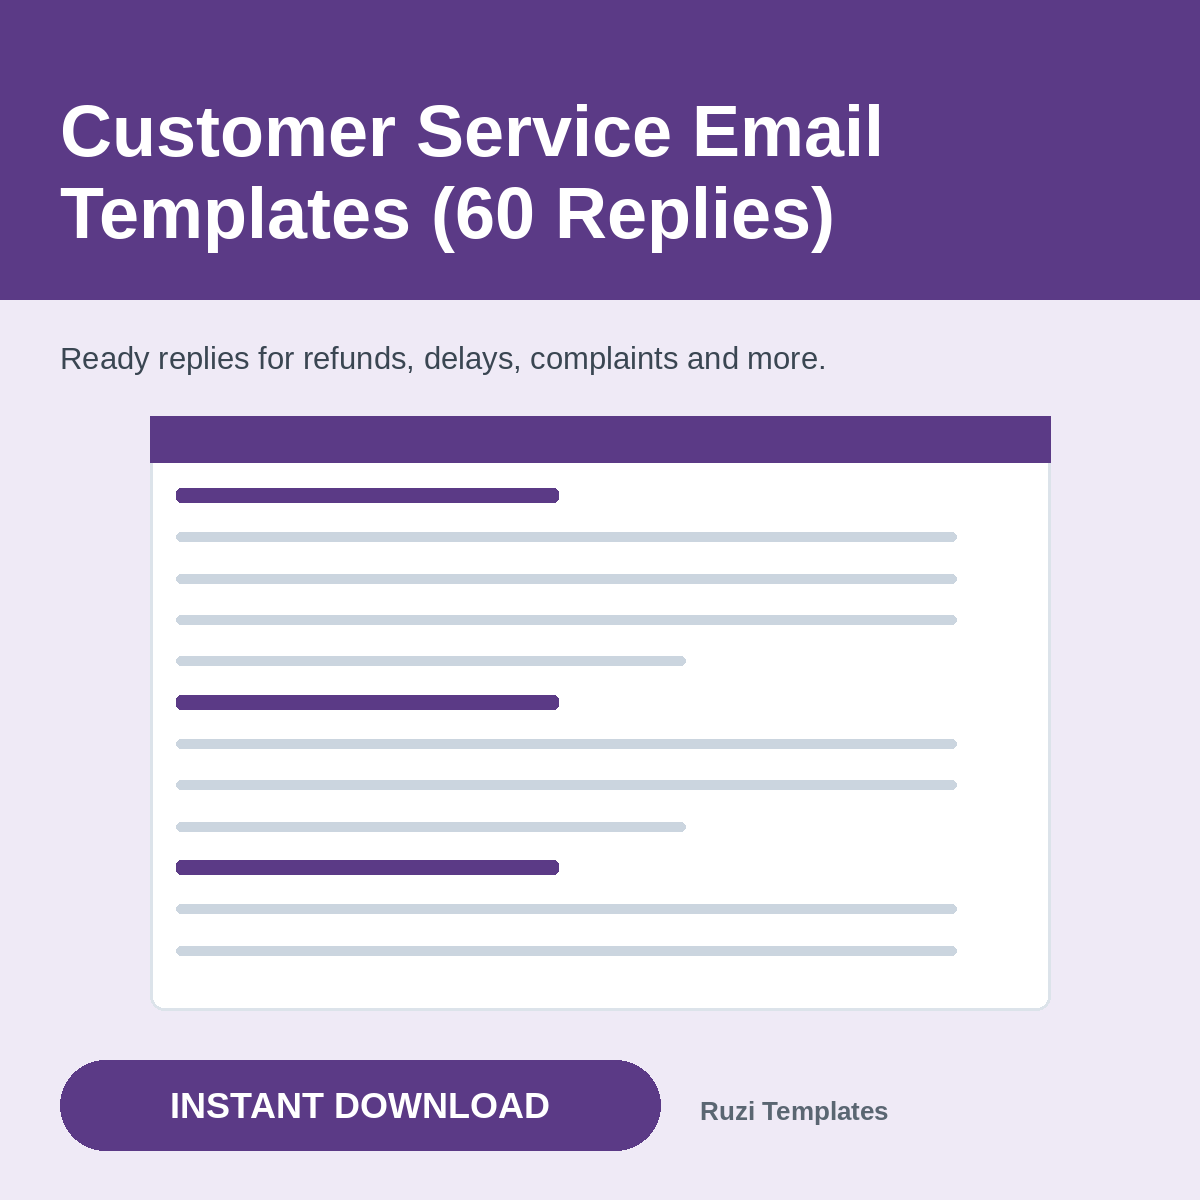 Customer Service Email
Templates (60 Replies)
Ready replies for refunds, delays, complaints and more.
INSTANT DOWNLOAD
Ruzi Templates